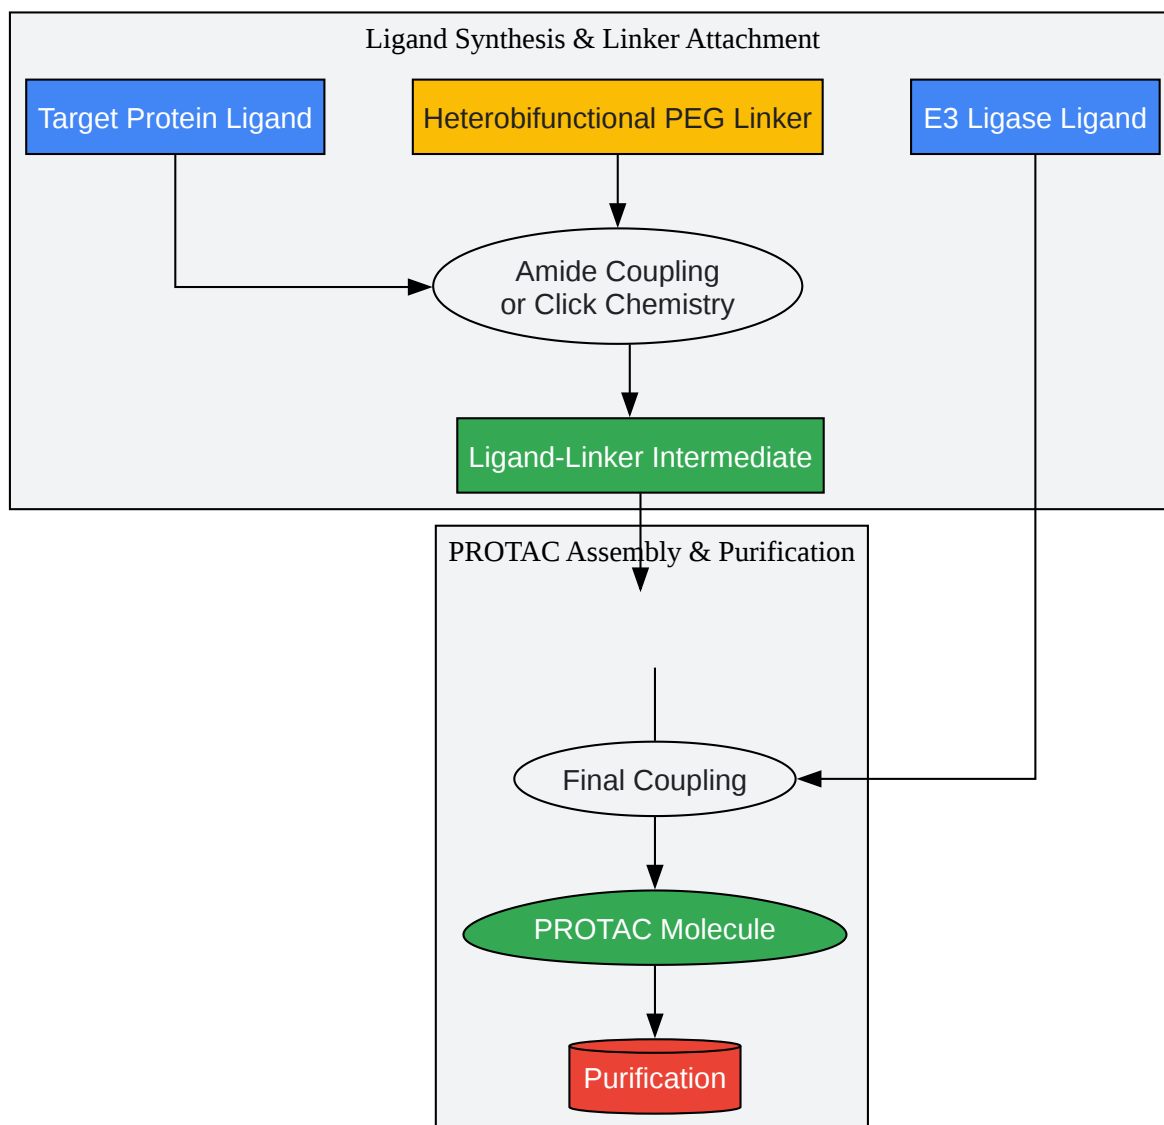 Ligand Synthesis & Linker Attachment
Target Protein Ligand
Heterobifunctional PEG Linker
E3 Ligase Ligand
Amide Coupling
or Click Chemistry
Ligand-Linker Intermediate
PROTAC Assembly & Purification
Final Coupling
PROTAC Molecule
Purification